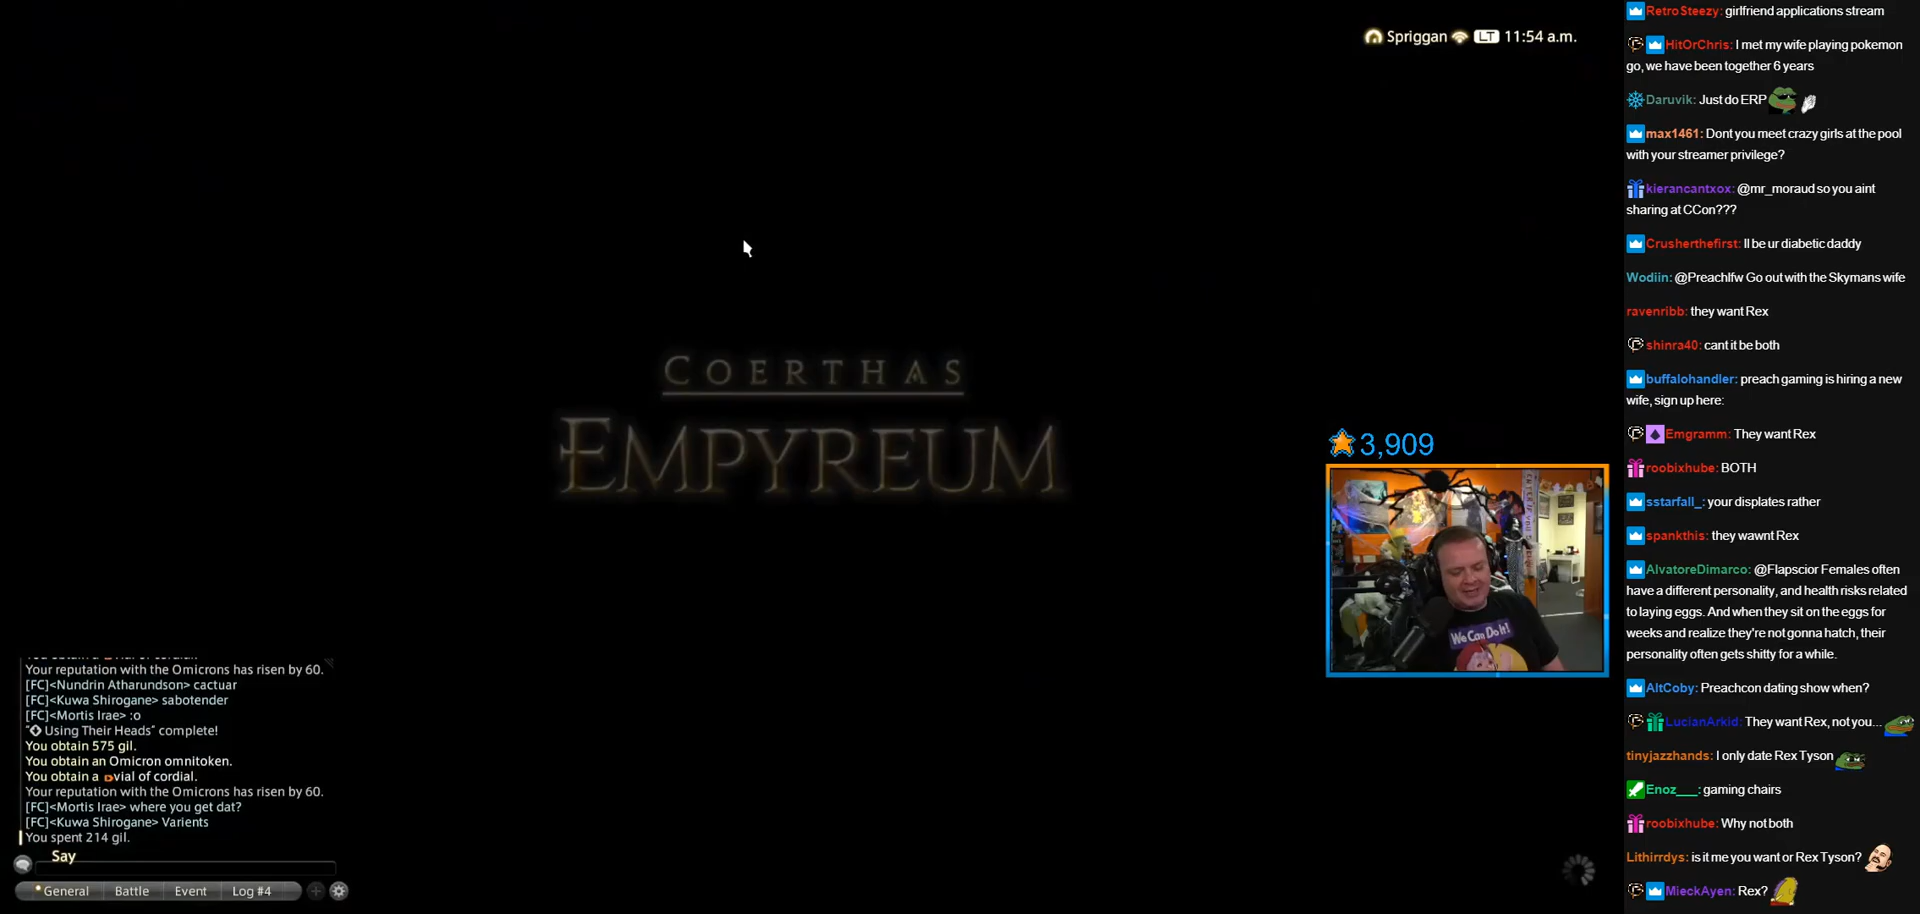 Spriggan LT 11:54 a.m.
COERTHAS
EMPYREUM
3,909
We Can Do It!
Your reputation with the Omicrons has risen by 60.
[FC]<Nundrin Atharundson> cactuar
[FC]<Kuwa Shirogane> sabotender
[FC]<Mortis Irae> :o
"Using Their Heads" complete!
You obtain 575 gil.
You obtain an Omicron omnitoken.
You obtain a vial of cordial.
Your reputation with the Omicrons has risen by 60.
[FC]<Mortis Irae> where you get dat?
[FC]<Kuwa Shirogane> Varients
You spent 214 gil.
Say
General Battle Event Log #4
RetroSteezy: girlfriend applications stream
HitOrChris: I met my wife playing pokemon
go, we have been together 6 years
Daruvik: Just do ERP
max1461: Dont you meet crazy girls at the pool
with your streamer privilege?
kierancantxox: @mr_moraud so you aint
sharing at CCon???
Crusherthefirst: Ill be ur diabetic daddy
Wodiin: @Preachlfw Go out with the Skymans wife
ravenribb: they want Rex
shinra40: cant it be both
buffalohandler: preach gaming is hiring a new
wife, sign up here:
Emgramm: They want Rex
roobixhube: BOTH
sstarfall_: your displates rather
spankthis: they wawnt Rex
AlvatoreDimarco: @Flapscior Females often
have a different personality, and health risks related
to laying eggs. And when they sit on the eggs for
weeks and realize they're not gonna hatch, their
personality often gets shitty for a while.
AltCoby: Preachcon dating show when?
LucianArkid: They want Rex, not you...
tinyjazzhands: I only date Rex Tyson
Enoz___: gaming chairs
roobixhube: Why not both
Lithirrdys: is it me you want or Rex Tyson?
MieckAyen: Rex?